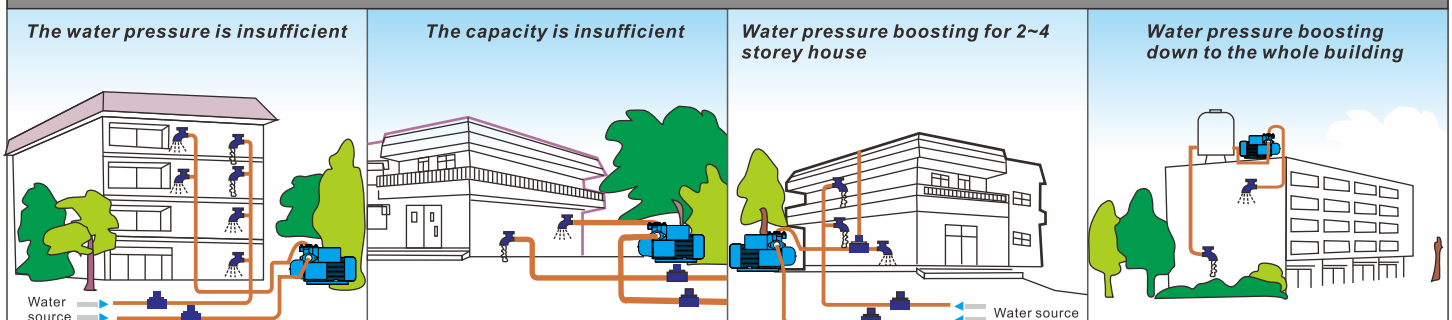 The water pressure is insufficient
The capacity is insufficient
Water pressure boosting for 2~4
storey house
Water pressure boosting
down to the whole building
Water
source
Water source